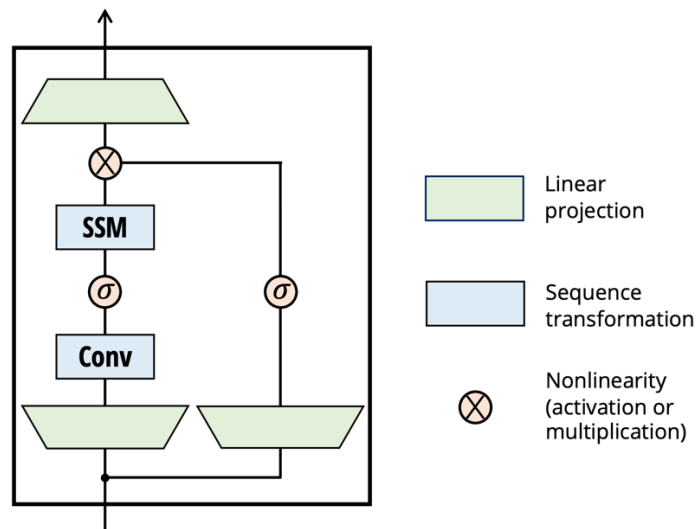 SSM
σ
σ
Conv
Linear
projection
Sequence
transformation
Nonlinearity
(activation or
multiplication)